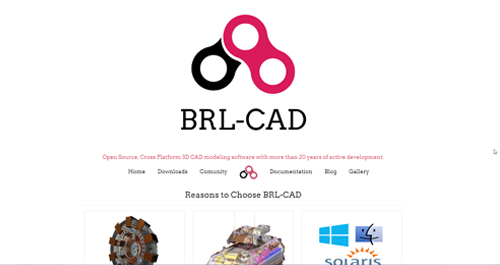 BRL-CAD
Open Source, Cross Platform 3D CAD modeling software with more than 20 years of active development.
Home Downloads Comunity Documentation Blog Gallery
Reasons to Choose BRL-CAD
solaris